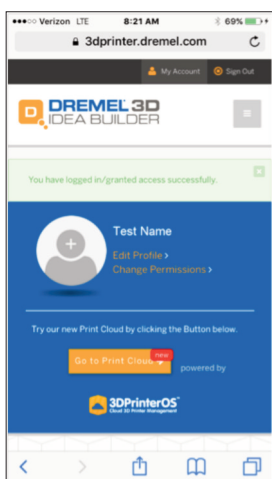 Verizon LTE 8:21 AM 69%
3dprinter.dremel.com
My Account Sign Out
D. DREMEL 3D
IDEA BUILDER
You have logged in/granted access successfully.
Test Name
Edit Profile >
Change Permissions >
Try our new Print Cloud by clicking the Button below.
new
Go to Print Cloud
powered by
3DPrinterOS™
Cloud 3D Printer Management